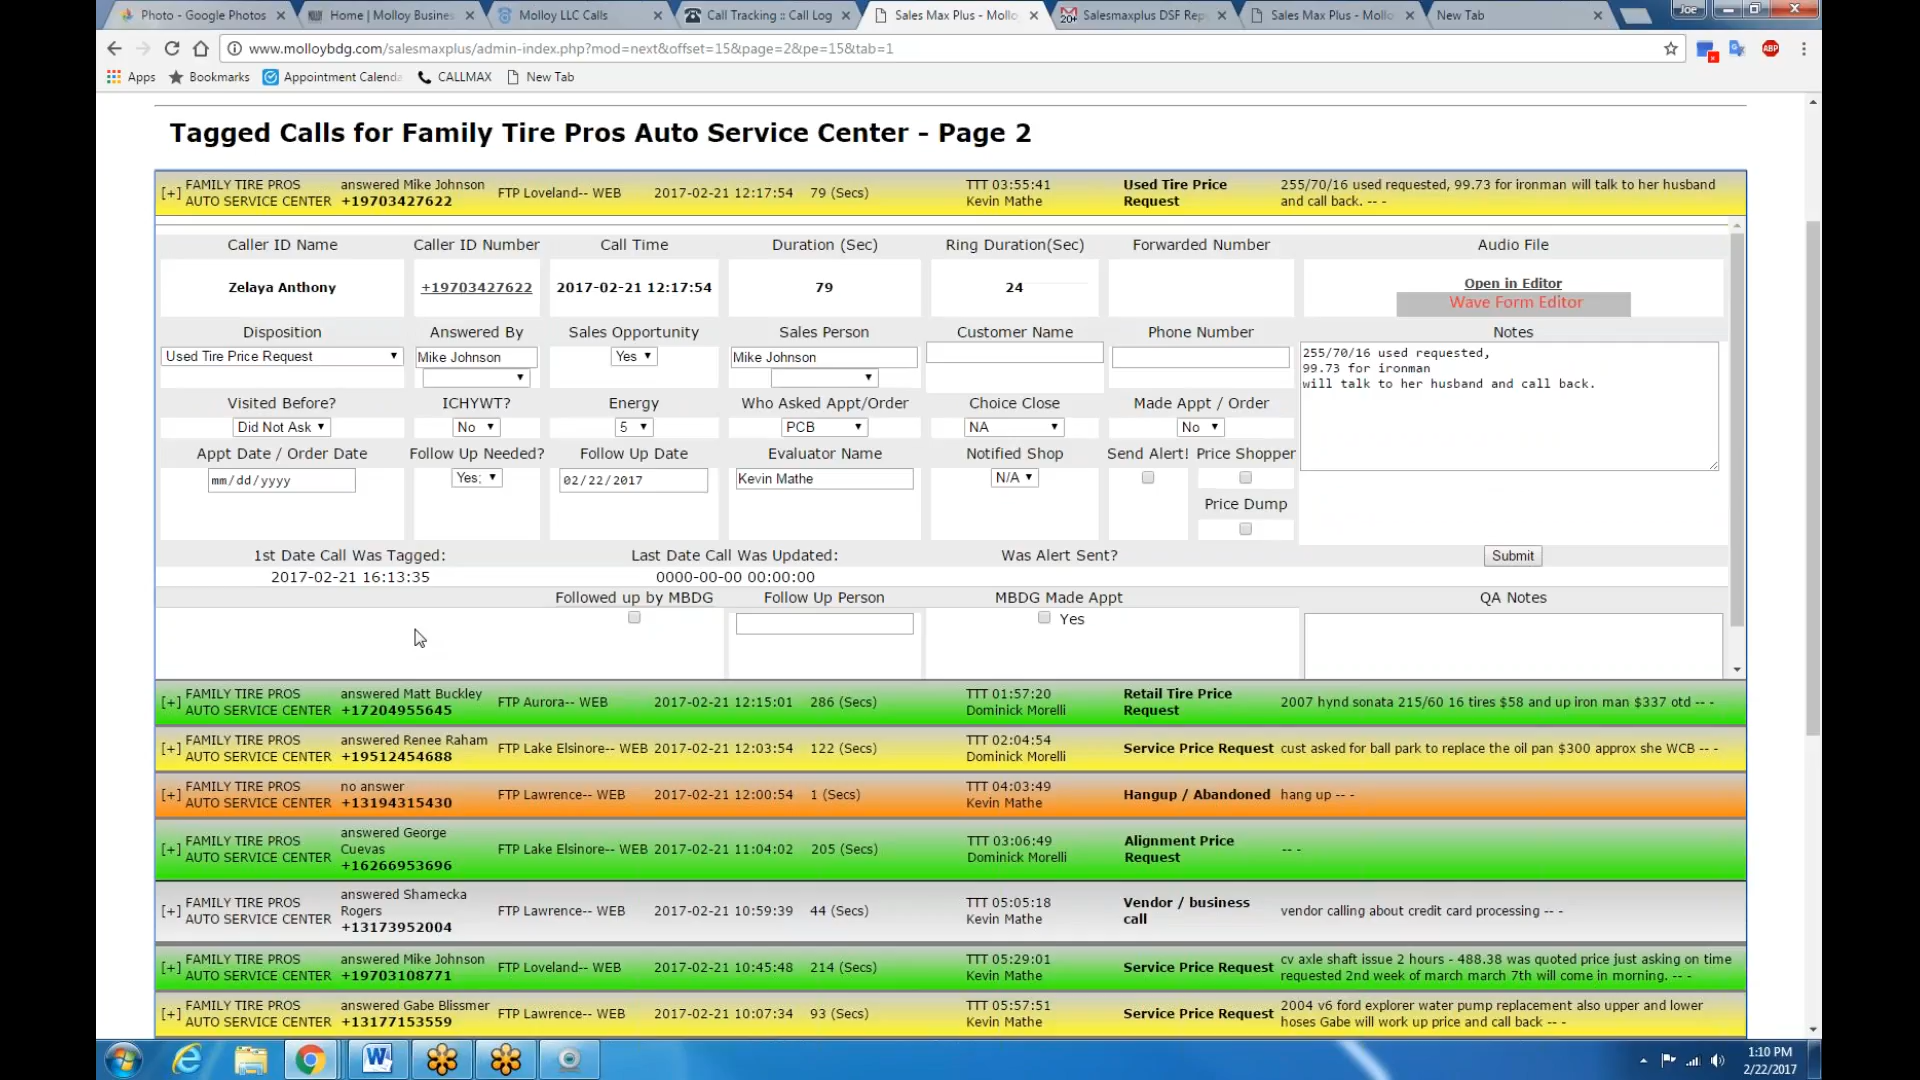 Photo - Google Photos
Home | Molloy Busines
Molloy LLC Calls
Call Tracking :: Call Log
Sales Max Plus - Mollo
Salesmaxplus DSF Rep
Sales Max Plus - Mollo
New Tab
Joe
www.molloybdg.com/salesmaxplus/admin-index.php?mod=next&offset=15&page=2&pe=15&tab=1
ABP
Apps
Bookmarks
Appointment Calenda
CALLMAX
New Tab
Tagged Calls for Family Tire Pros Auto Service Center - Page 2
[+] FAMILY TIRE PROS AUTO SERVICE CENTER answered Mike Johnson +19703427622 FTP Loveland-- WEB 2017-02-21 12:17:54 79 (Secs) TTT 03:55:41 Kevin Mathe Used Tire Price Request 255/70/16 used requested, 99.73 for ironman will talk to her husband and call back. -- -
Caller ID Name Caller ID Number Call Time Duration (Sec) Ring Duration(Sec) Forwarded Number Audio File
Zelaya Anthony +19703427622 2017-02-21 12:17:54 79 24 Open in Editor
Wave Form Editor
Disposition Answered By Sales Opportunity Sales Person Customer Name Phone Number Notes
Used Tire Price Request Mike Johnson Yes Mike Johnson
255/70/16 used requested,
99.73 for ironman
will talk to her husband and call back.
Visited Before? ICHYWT? Energy Who Asked Appt/Order Choice Close Made Appt / Order
Did Not Ask No 5 PCB NA No
Appt Date / Order Date Follow Up Needed? Follow Up Date Evaluator Name Notified Shop Send Alert! Price Shopper
mm/dd/yyyy Yes; 02/22/2017 Kevin Mathe N/A
Price Dump
1st Date Call Was Tagged: Last Date Call Was Updated: Was Alert Sent? Submit
2017-02-21 16:13:35 0000-00-00 00:00:00
Followed up by MBDG Follow Up Person MBDG Made Appt QA Notes
Yes
[+] FAMILY TIRE PROS AUTO SERVICE CENTER answered Matt Buckley +17204955645 FTP Aurora-- WEB 2017-02-21 12:15:01 286 (Secs) TTT 01:57:20 Dominick Morelli Retail Tire Price Request 2007 hynd sonata 215/60 16 tires $58 and up iron man $337 otd -- -
[+] FAMILY TIRE PROS AUTO SERVICE CENTER answered Renee Raham +19512454688 FTP Lake Elsinore-- WEB 2017-02-21 12:03:54 122 (Secs) TTT 02:04:54 Dominick Morelli Service Price Request cust asked for ball park to replace the oil pan $300 approx she WCB -- -
[+] FAMILY TIRE PROS AUTO SERVICE CENTER no answer +13194315430 FTP Lawrence-- WEB 2017-02-21 12:00:54 1 (Secs) TTT 04:03:49 Kevin Mathe Hangup / Abandoned hang up -- -
[+] FAMILY TIRE PROS AUTO SERVICE CENTER answered George Cuevas +16266953696 FTP Lake Elsinore-- WEB 2017-02-21 11:04:02 205 (Secs) TTT 03:06:49 Dominick Morelli Alignment Price Request -- -
[+] FAMILY TIRE PROS AUTO SERVICE CENTER answered Shamecka Rogers +13173952004 FTP Lawrence-- WEB 2017-02-21 10:59:39 44 (Secs) TTT 05:05:18 Kevin Mathe Vendor / business call vendor calling about credit card processing -- -
[+] FAMILY TIRE PROS AUTO SERVICE CENTER answered Mike Johnson +19703108771 FTP Loveland-- WEB 2017-02-21 10:45:48 214 (Secs) TTT 05:29:01 Kevin Mathe Service Price Request cv axle shaft issue 2 hours - 488.38 was quoted price just asking on time requested 2nd week of march march 7th will come in morning. -- -
[+] FAMILY TIRE PROS AUTO SERVICE CENTER answered Gabe Blissmer +13177153559 FTP Lawrence-- WEB 2017-02-21 10:07:34 93 (Secs) TTT 05:57:51 Kevin Mathe Service Price Request 2004 v6 ford explorer water pump replacement also upper and lower hoses Gabe will work up price and call back -- -
1:10 PM
2/22/2017